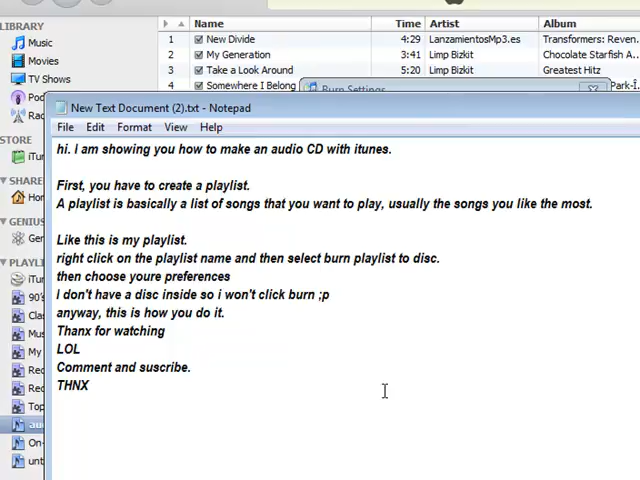 LIBRARY
Music
Movies
TV Shows
Name Time Artist Album
1 New Divide 4:29 LanzamientosMp3.es Transformers: Reven
2 My Generation 3:41 Limp Bizkit Chocolate Starfish A
3 Take a Look Around 5:20 Limp Bizkit Greatest Hitz
4 Somewhere I Belong
Burn Settings
New Text Document (2).txt - Notepad
File Edit Format View Help
hi. I am showing you how to make an audio CD with itunes.
First, you have to create a playlist.
A playlist is basically a list of songs that you want to play, usually the songs you like the most.
Like this is my playlist.
right click on the playlist name and then select burn playlist to disc.
then choose youre preferences
I don't have a disc inside so i won't click burn ;p
anyway, this is how you do it.
Thanx for watching
LOL
Comment and suscribe.
THNX
STORE
SHARE
GENIUS
PLAYLI
90'
My
Top
On-